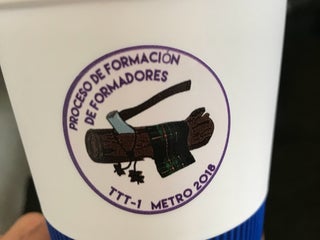 PROCESO DE FORMACIÓN
DE FORMADORES
TTT-1 METRO 2018